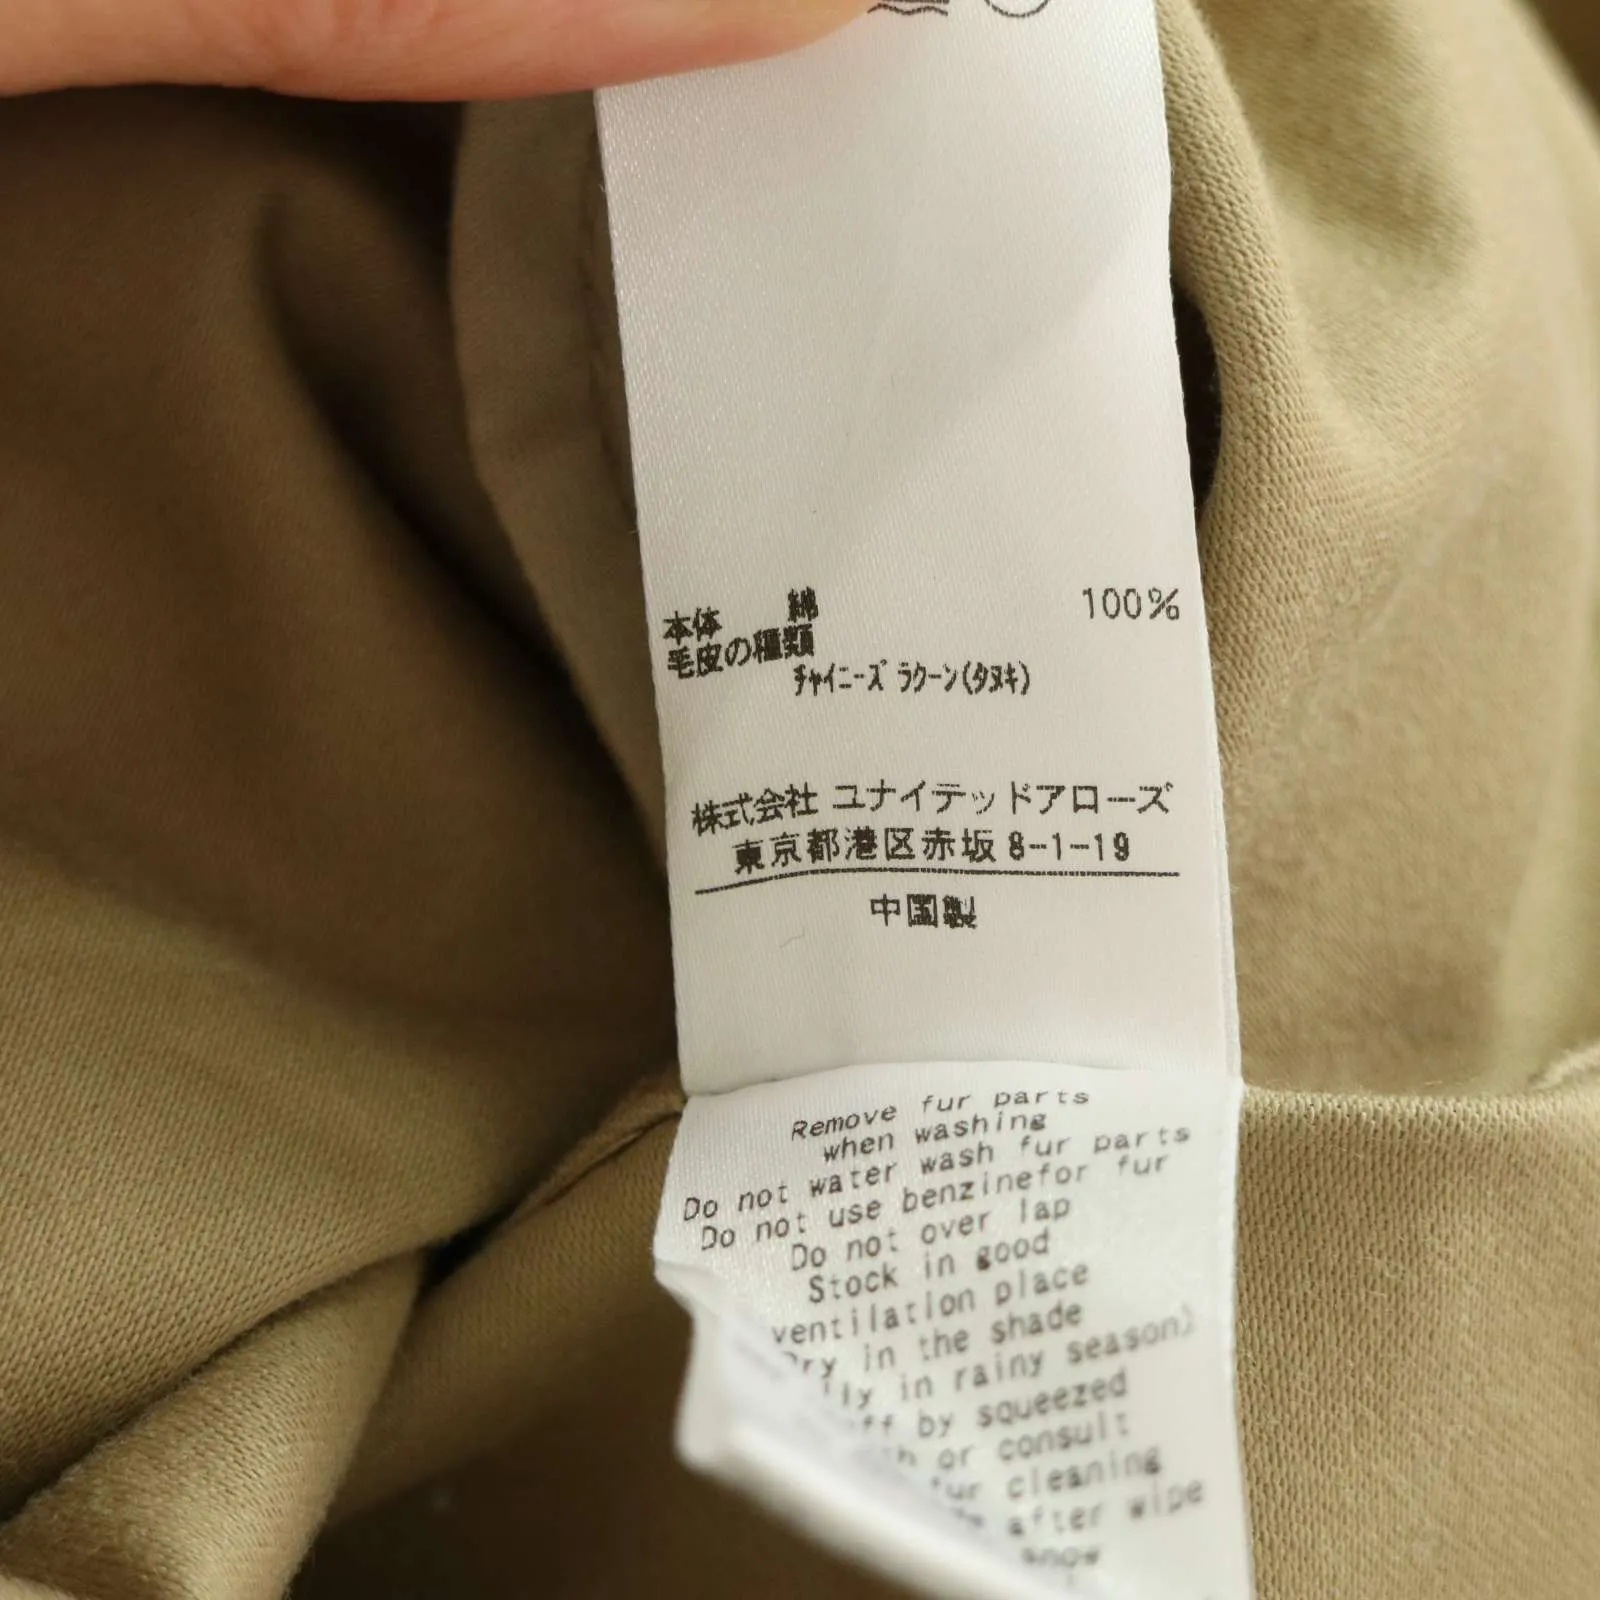 本体 綿 100%
毛皮の種類
チャイニーズ ラクーン(タヌキ)
株式会社 ユナイテッドアローズ
東京都港区赤坂 8-1-19
中国製
Remove fur parts
when washing
Do not water wash fur parts
Do not use benzinefor fur
Do not over lap
Stock in good
ventilation place
in the shade
in rainy season)
by squeezed
or consult
fur cleaning
after wipe
snow